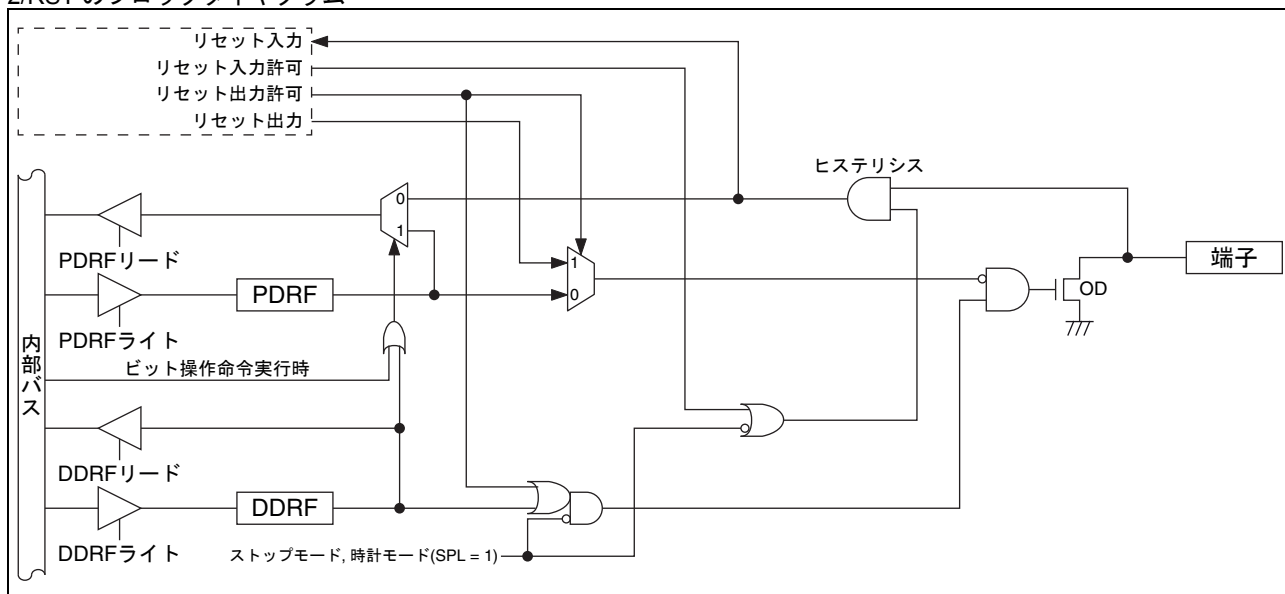 リセット入力
リセット入力許可
リセット出力許可
リセット出力
ヒステリシス
0
1
PDRFリード
1
0
端子
OD
PDRF
PDRFライト
内部バス
ビット操作命令実行時
DDRFリード
DDRF
DDRFライト
ストップモード, 時計モード(SPL = 1)